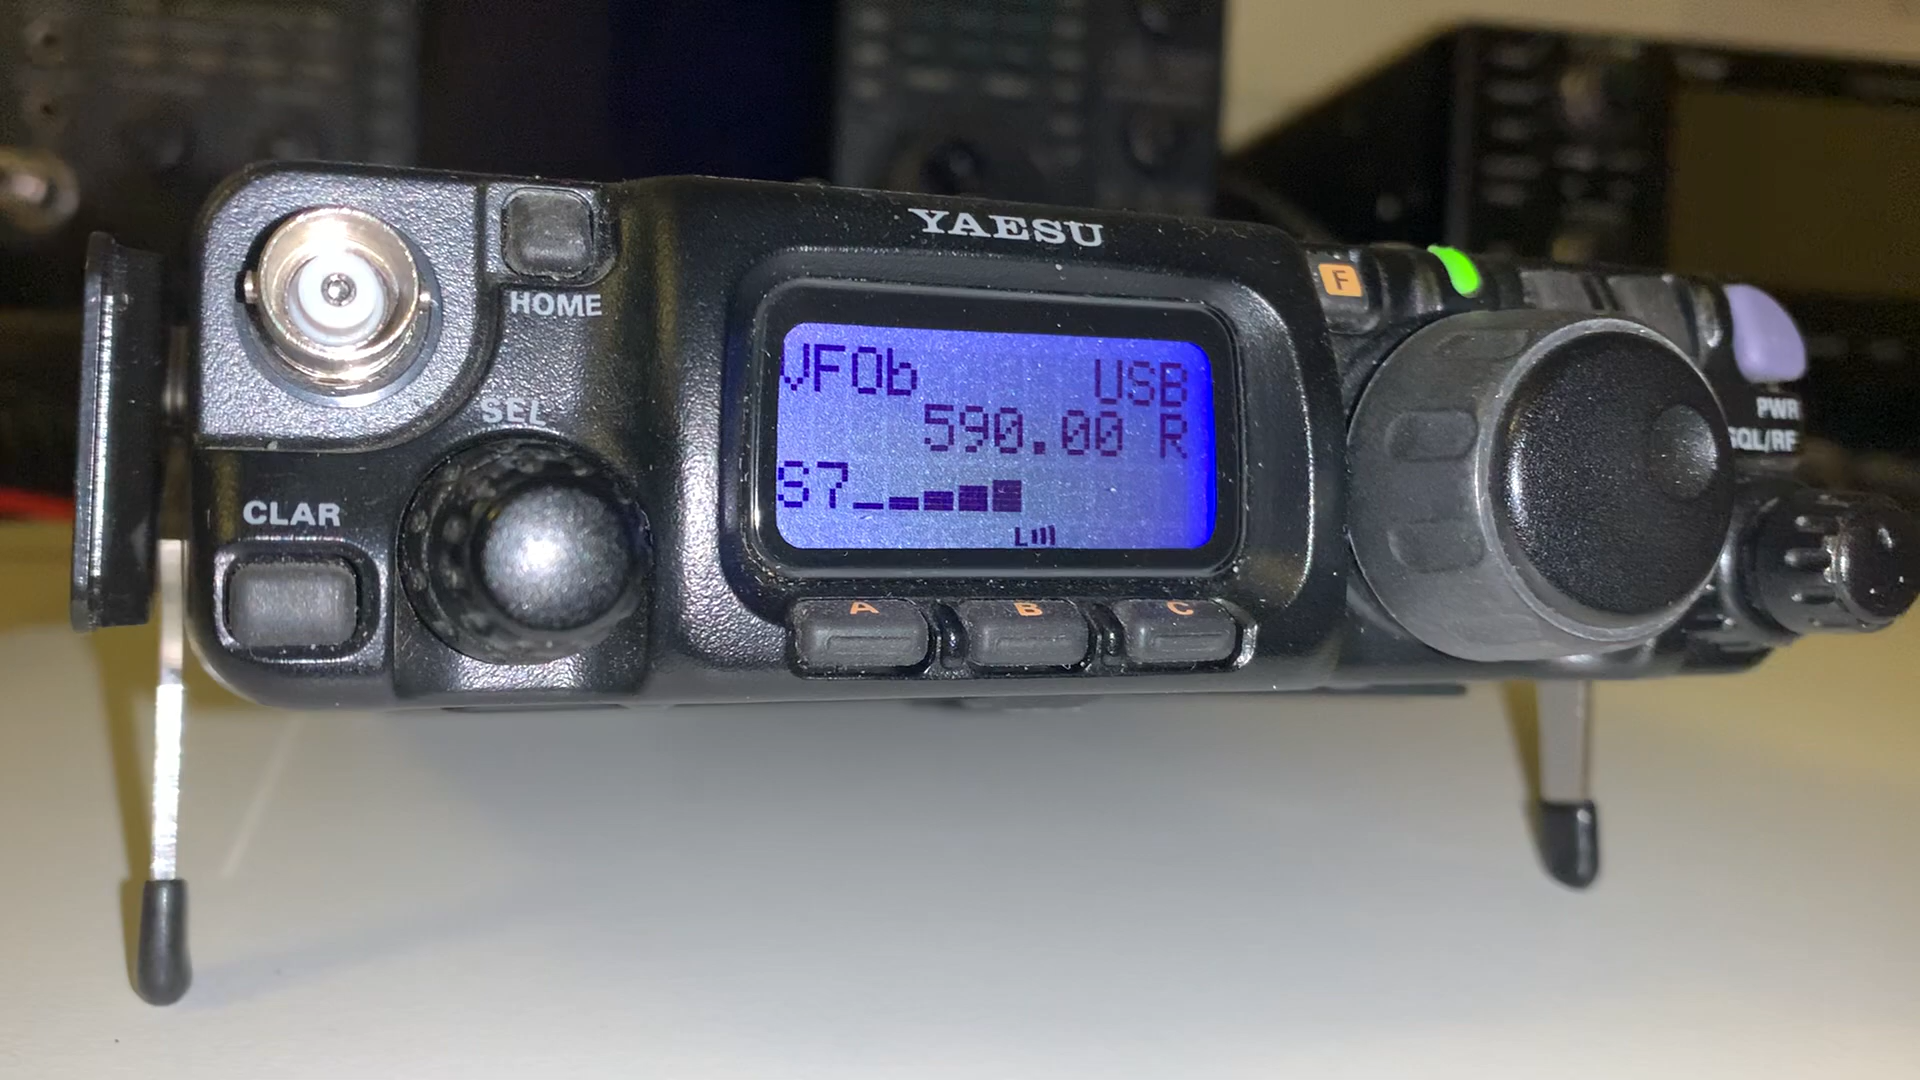 YAESU
F
HOME
VFOb USB
590.00 R
SEL
S7
CLAR
L
A B C
PWR
SQL/RF